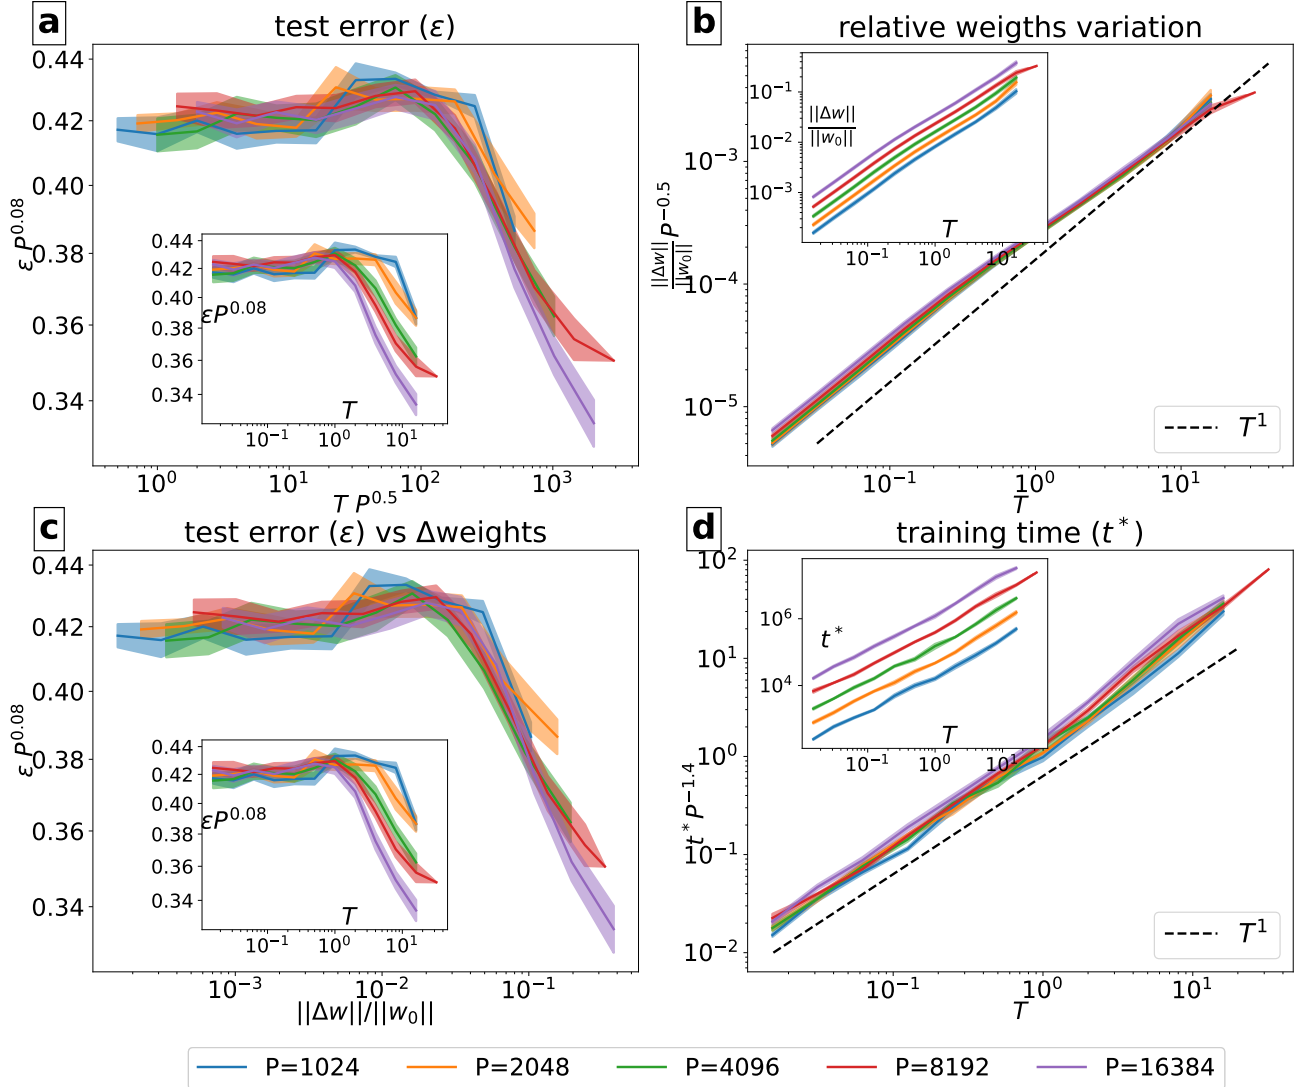 a
test error (ε)
0.44
0.42
0.40
0.38
0.36
0.34
ε P^0.08
0.44
0.42
0.40
0.38
0.36
0.34
εP^0.08
T
10^−1
10^0
10^1
10^0
10^1
10^2
10^3
T P^0.5
b
relative weigths variation
10^−3
10^−4
10^−5
||Δw||/||w_0|| P^−0.5
10^−1
10^−2
10^−3
||Δw||/||w_0||
T
10^−1
10^0
10^1
T^1
10^−1
10^0
10^1
T
c
test error (ε) vs Δweights
0.44
0.42
0.40
0.38
0.36
0.34
ε P^0.08
0.44
0.42
0.40
0.38
0.36
0.34
εP^0.08
T
10^−1
10^0
10^1
10^−3
10^−2
10^−1
||Δw||/||w_0||
d
training time (t*)
10^2
10^1
10^0
10^−1
10^−2
t* P^−1.4
10^6
10^4
t*
T
10^−1
10^0
10^1
T^1
10^−1
10^0
10^1
T
P=1024
P=2048
P=4096
P=8192
P=16384